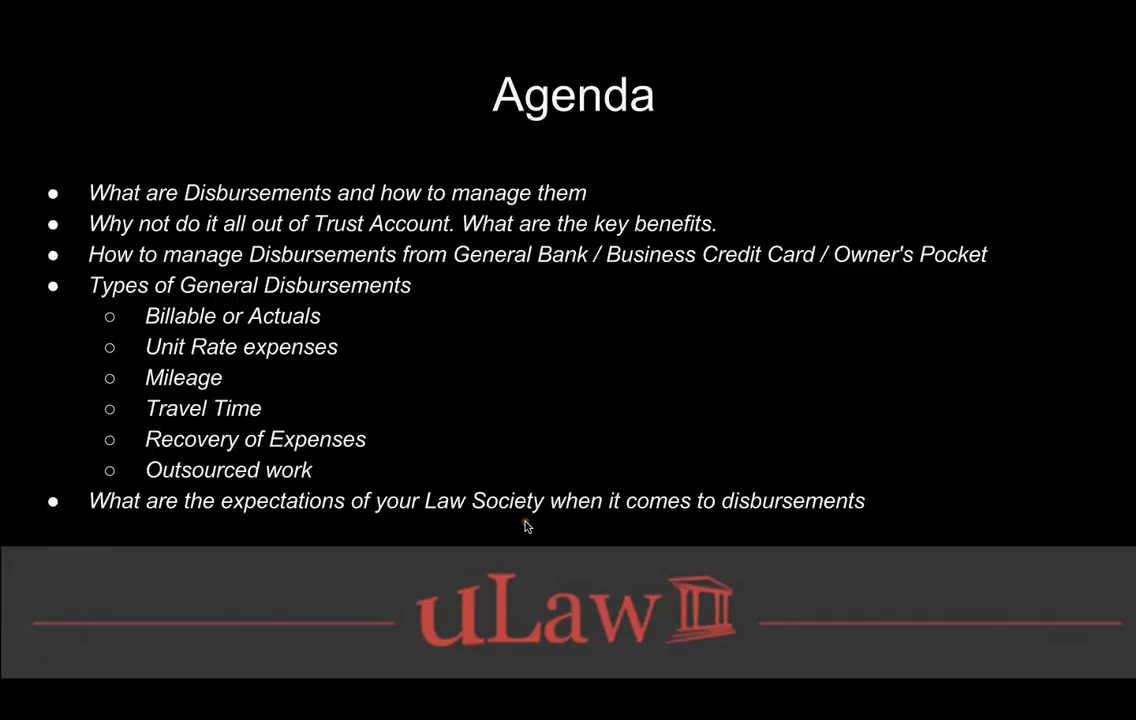 Agenda
● What are Disbursements and how to manage them
● Why not do it all out of Trust Account. What are the key benefits.
● How to manage Disbursements from General Bank / Business Credit Card / Owner's Pocket
● Types of General Disbursements
○ Billable or Actuals
○ Unit Rate expenses
○ Mileage
○ Travel Time
○ Recovery of Expenses
○ Outsourced work
● What are the expectations of your Law Society when it comes to disbursements
uLaw